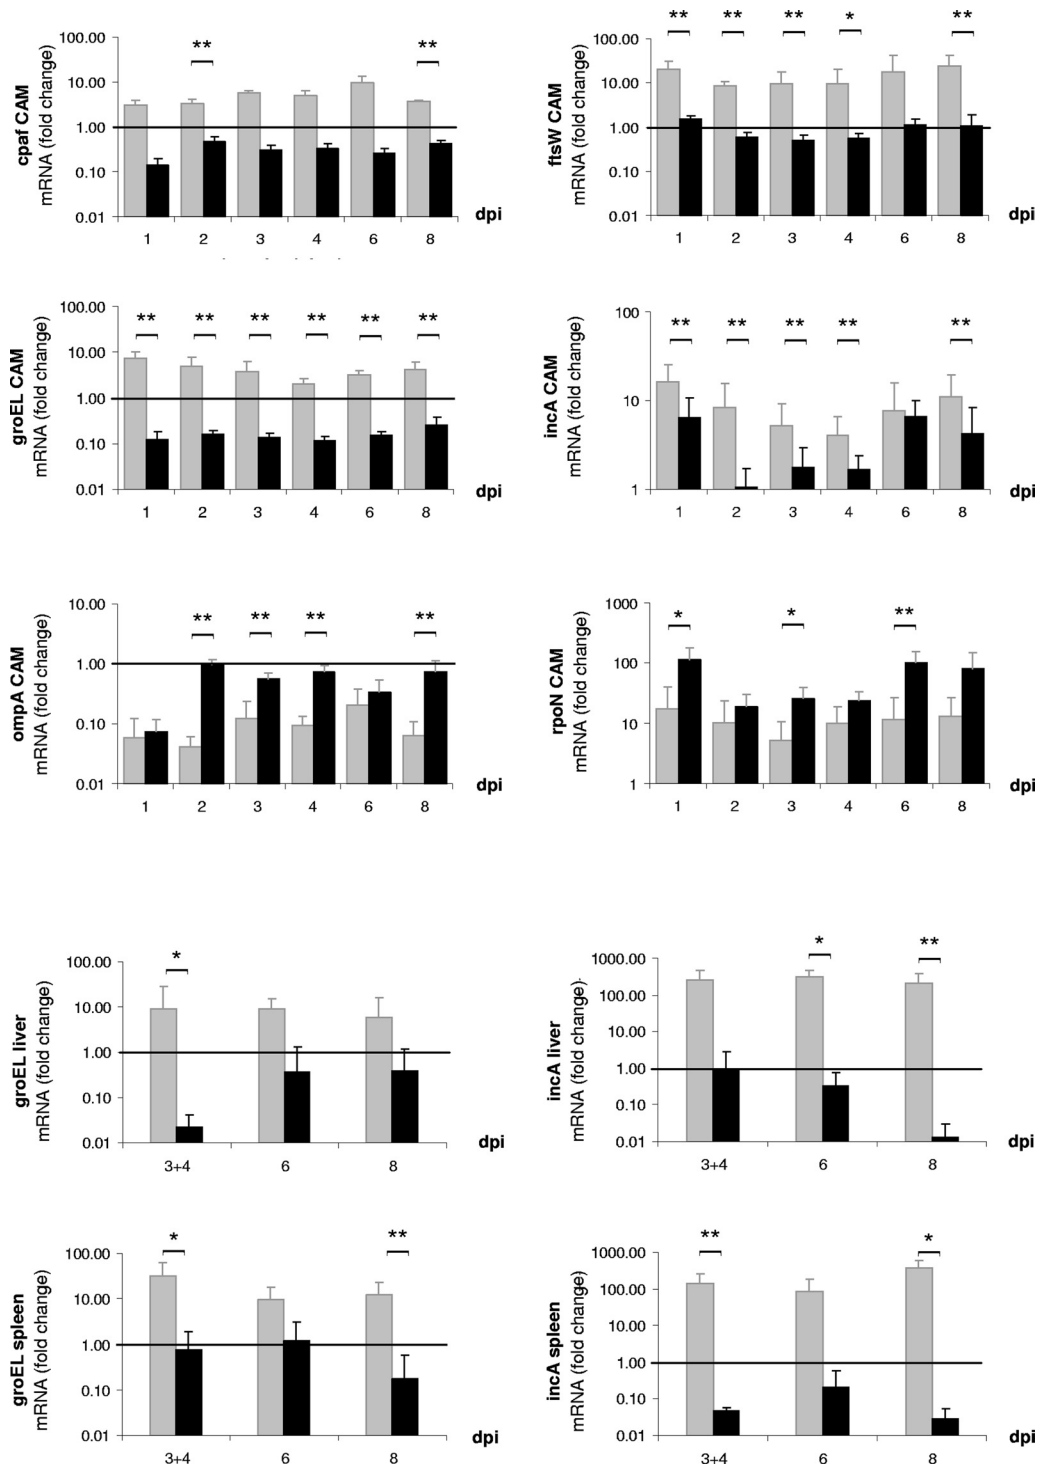 cpaf CAM
mRNA (fold change)
100.00
10.00
1.00
0.10
0.01
** **
1 2 3 4 6 8
dpi
ftsW CAM
mRNA (fold change)
100.00
10.00
1.00
0.10
0.01
** ** ** * **
1 2 3 4 6 8
dpi
groEL CAM
mRNA (fold change)
100.00
10.00
1.00
0.10
0.01
** ** ** ** ** **
1 2 3 4 6 8
dpi
incA CAM
mRNA (fold change)
100
10
1
** ** ** ** **
1 2 3 4 6 8
dpi
ompA CAM
mRNA (fold change)
10.00
1.00
0.10
0.01
** ** ** **
1 2 3 4 6 8
dpi
rpoN CAM
mRNA (fold change)
1000
100
10
1
* * **
1 2 3 4 6 8
dpi
groEL liver
mRNA (fold change)
100.00
10.00
1.00
0.10
0.01
*
3+4 6 8
dpi
incA liver
mRNA (fold change)
1000.00
100.00
10.00
1.00
0.10
0.01
* **
3+4 6 8
dpi
groEL spleen
mRNA (fold change)
100.00
10.00
1.00
0.10
0.01
* **
3+4 6 8
dpi
incA spleen
mRNA (fold change)
1000.00
100.00
10.00
1.00
0.10
0.01
** *
3+4 6 8
dpi